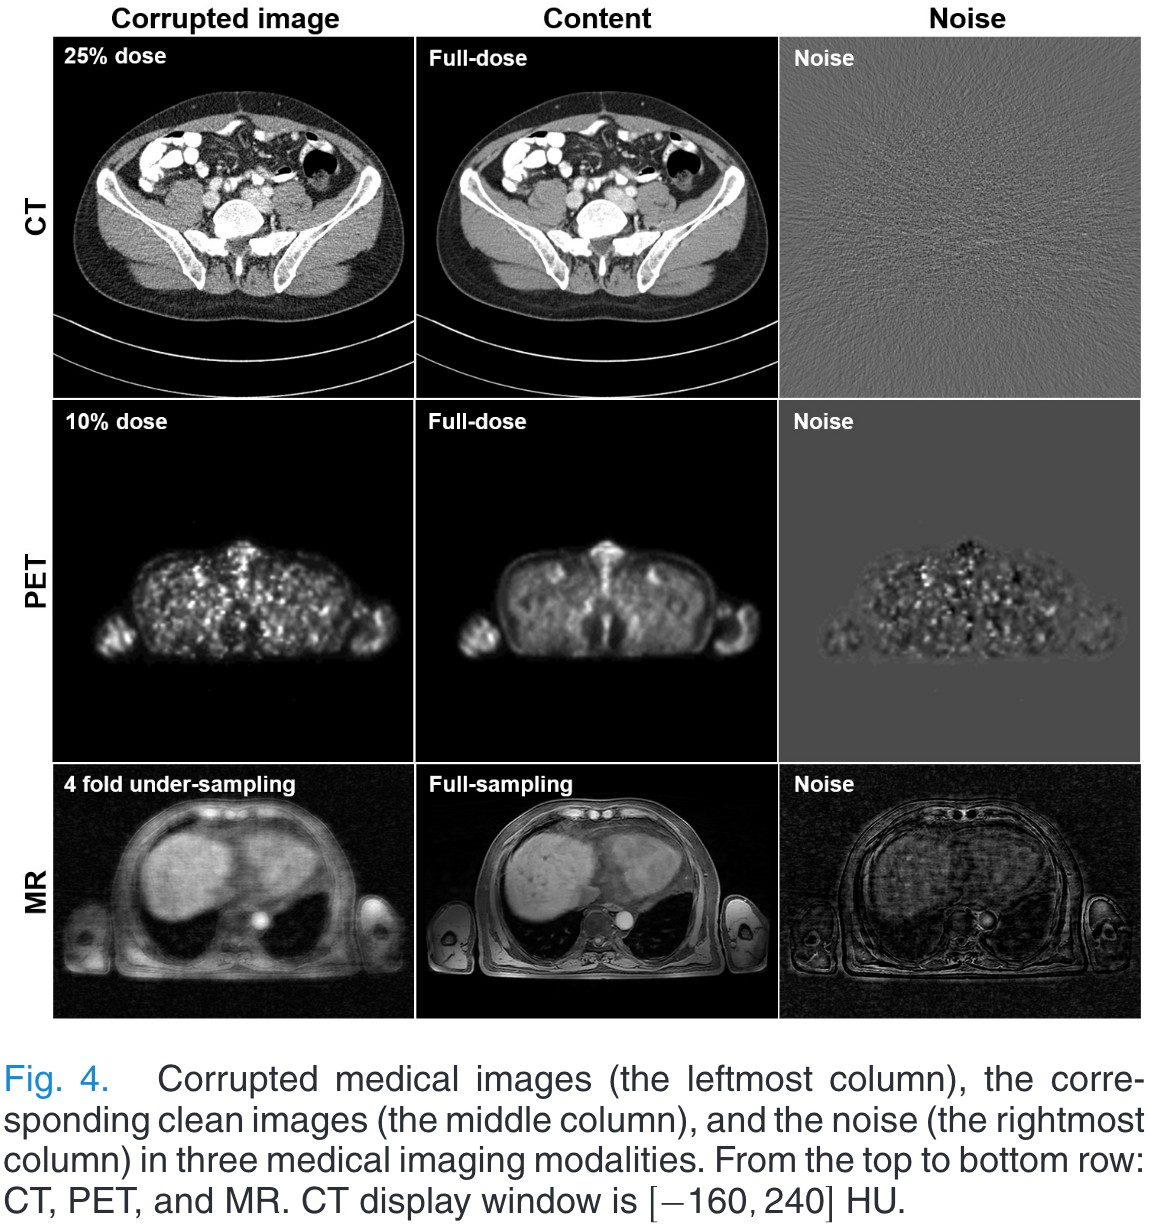 Corrupted image Content Noise
CT
25% dose Full-dose Noise
PET
10% dose Full-dose Noise
MR
4 fold under-sampling Full-sampling Noise
Fig. 4. Corrupted medical images (the leftmost column), the corre-
sponding clean images (the middle column), and the noise (the rightmost
column) in three medical imaging modalities. From the top to bottom row:
CT, PET, and MR. CT display window is [−160, 240] HU.